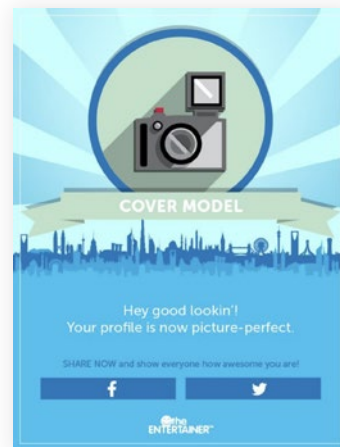 COVER MODEL
Hey good lookin'!
Your profile is now picture-perfect.
SHARE NOW and show everyone how awesome you are!
the
ENTERTAINER™